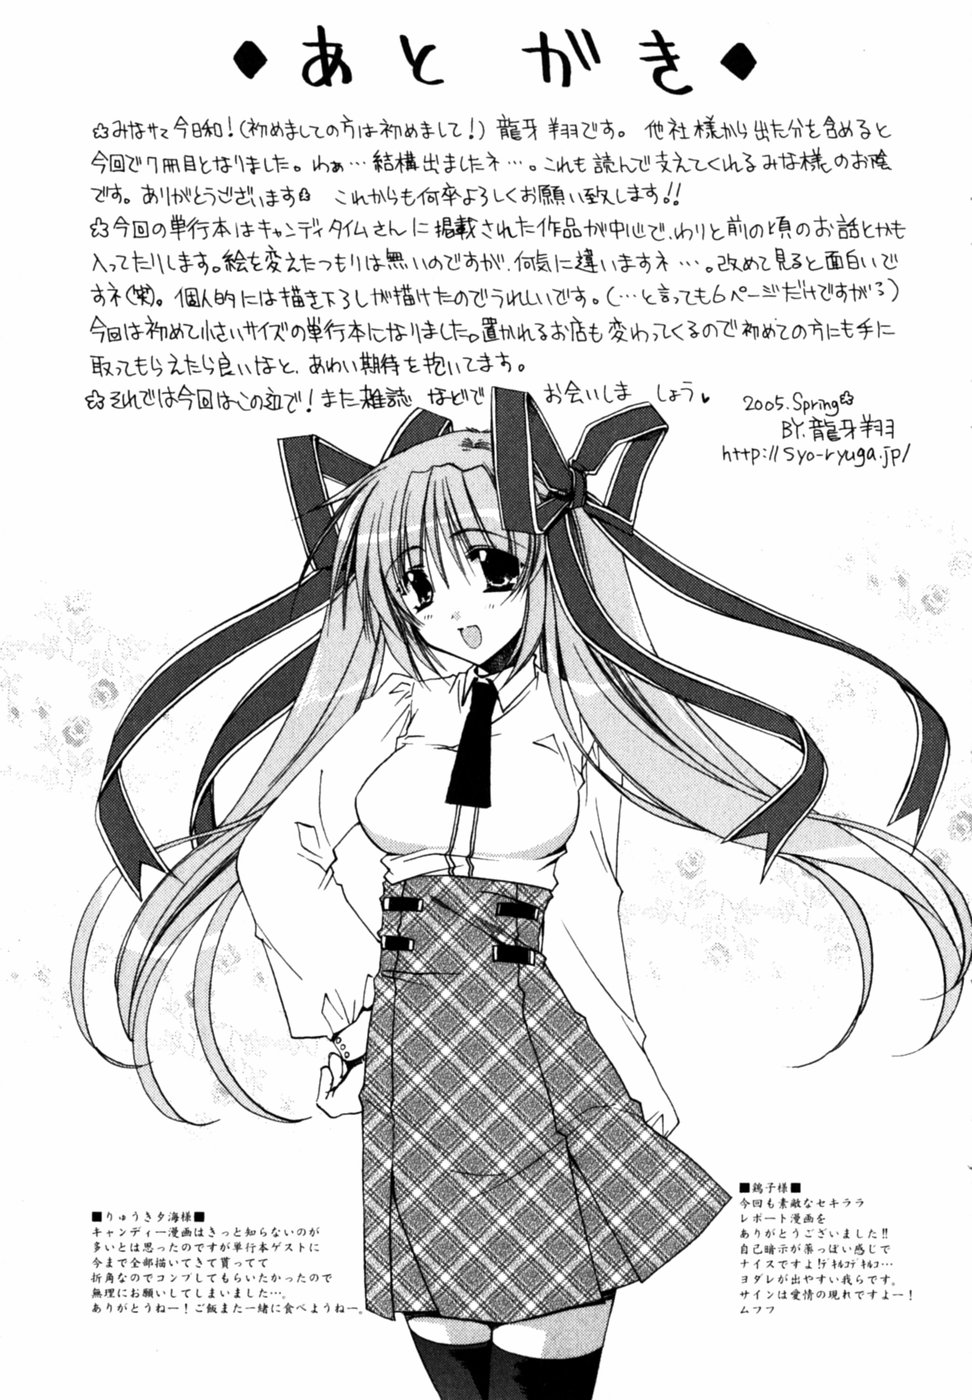 ◆あとがき◆
☆みなサマ今日和！(初めましての方は初めまして！)龍牙翔です。他社様から出た分を含めると
今回で7冊目となりました。わぁ…結構出ましたネ…。これも読んで支えてくれるみな様のお陰
です。ありがとうございます☆ これからも何卒よろしくお願い致します!!
☆今回の単行本はキャンディタイムさんに掲載された作品が中心で、わりと前の頃のお話とかも
入ってたりします。絵を変えたつもりは無いのですが、何気に違いますネ…。改めて見ると面白いで
すネ(笑)。個人的には描き下ろしが描けたのでうれしいです。(…と言っても6ページだけですが3)
今回は初めて小さいサイズの単行本になりました。置かれるお店も変わってくるので初めての方にも手に
取ってもらえたら良いなと、あわい期待を抱いてます。
☆それでは今回はこの辺で！また雑誌などでお会いしましょう♥
2005.Spring☆
BY.龍牙翔
http://syo-ryuga.jp/
■りゅうき夕海様■
キャンディー漫画はきっと知らないのが
多いとは思ったのですが単行本ゲストに
今まで全部描いてきて貰ってて
折角なのでコンプしてもらいたかったので
無理にお願いしてしまいました…。
ありがとうねー！ご飯また一緒に食べようねー。
■鶴子様■
今回も素敵なセキララ
レポート漫画を
ありがとうございました!!
自己暗示が薬っぽい感じで
ナイスですよ!ﾃﾞｷﾙｺﾃﾞｷﾙｺ…
ヨダレが出やすい我らです。
サインは愛情の現れですよー！
ムフフ